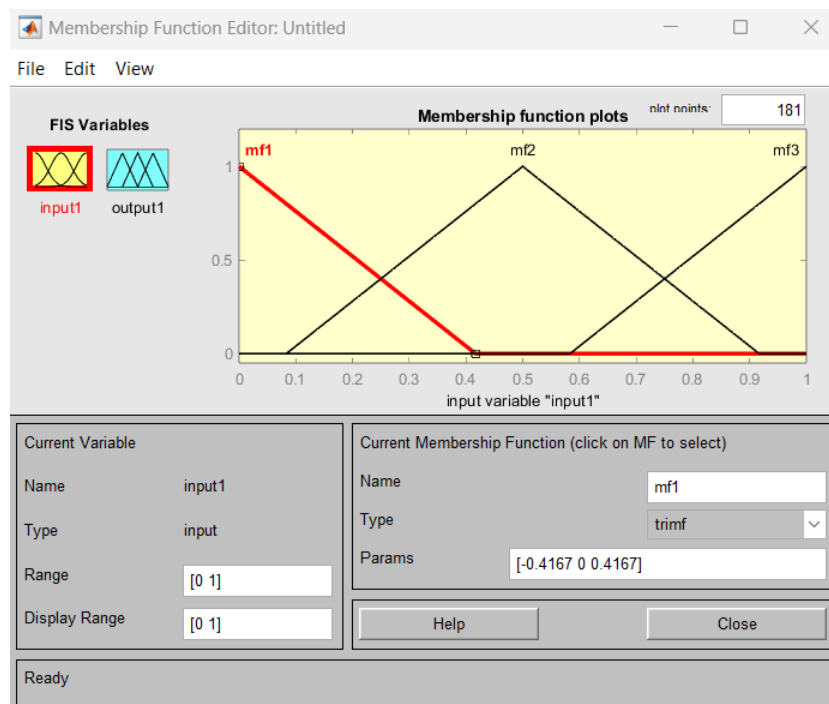 Membership Function Editor: Untitled
File Edit View
FIS Variables
input1
output1
Membership function plots
plot points:
181
mf1
mf2
mf3
1
0.5
0
0 0.1 0.2 0.3 0.4 0.5 0.6 0.7 0.8 0.9 1
input variable "input1"
Current Variable
Name input1
Type input
Range [0 1]
Display Range [0 1]
Current Membership Function (click on MF to select)
Name mf1
Type trimf
Params [-0.4167 0 0.4167]
Help
Close
Ready